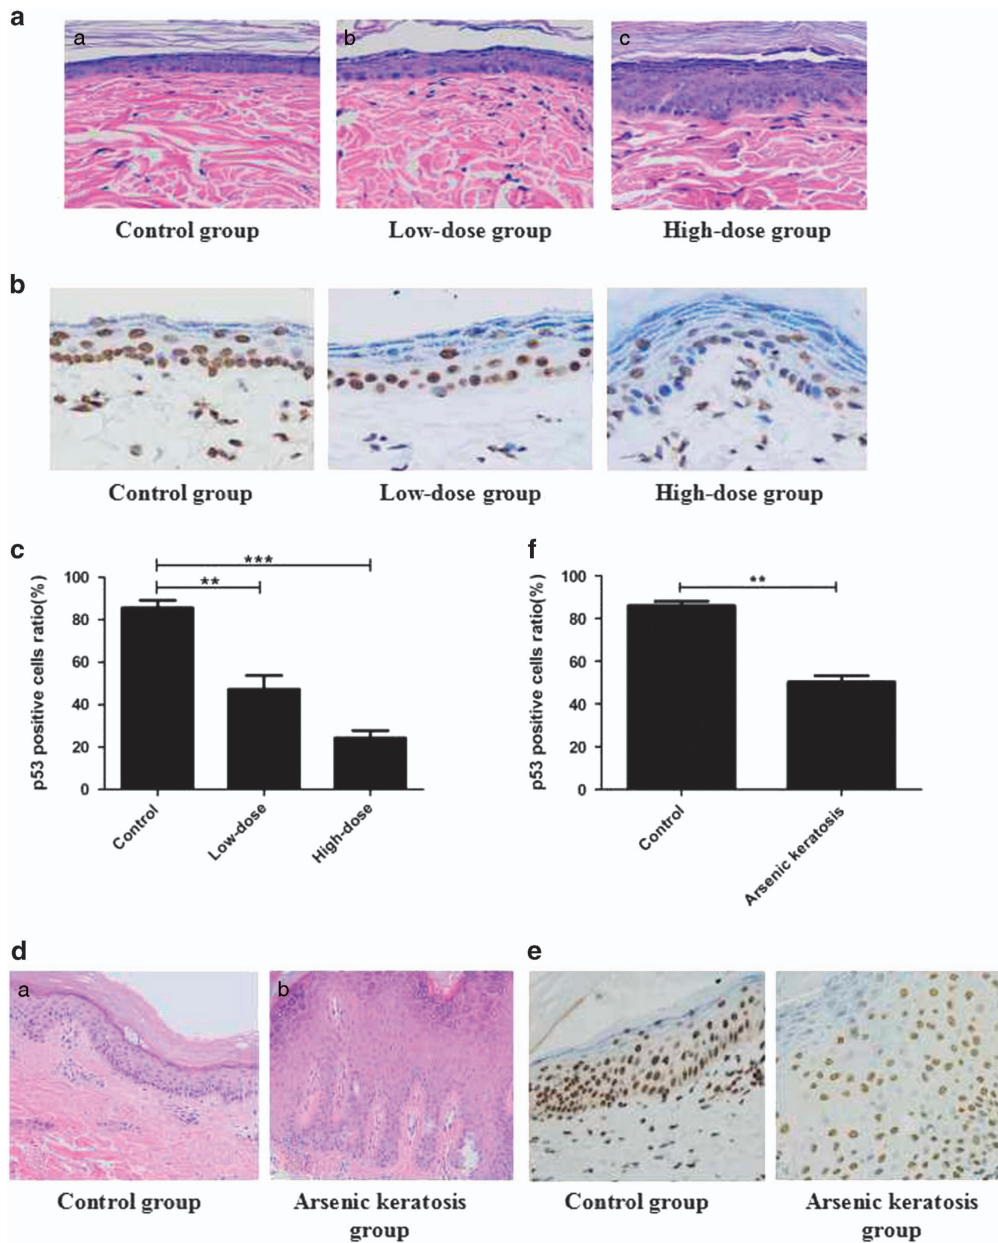 a
a
b
c
Control group
Low-dose group
High-dose group
b
Control group
Low-dose group
High-dose group
c
p53 positive cells ratio(%)
100
80
60
40
20
0
***
**
Control
Low-dose
High-dose
f
p53 positive cells ratio(%)
100
80
60
40
20
0
**
Control
Arsenic keratosis
d
a
b
Control group
Arsenic keratosis
group
e
Control group
Arsenic keratosis
group